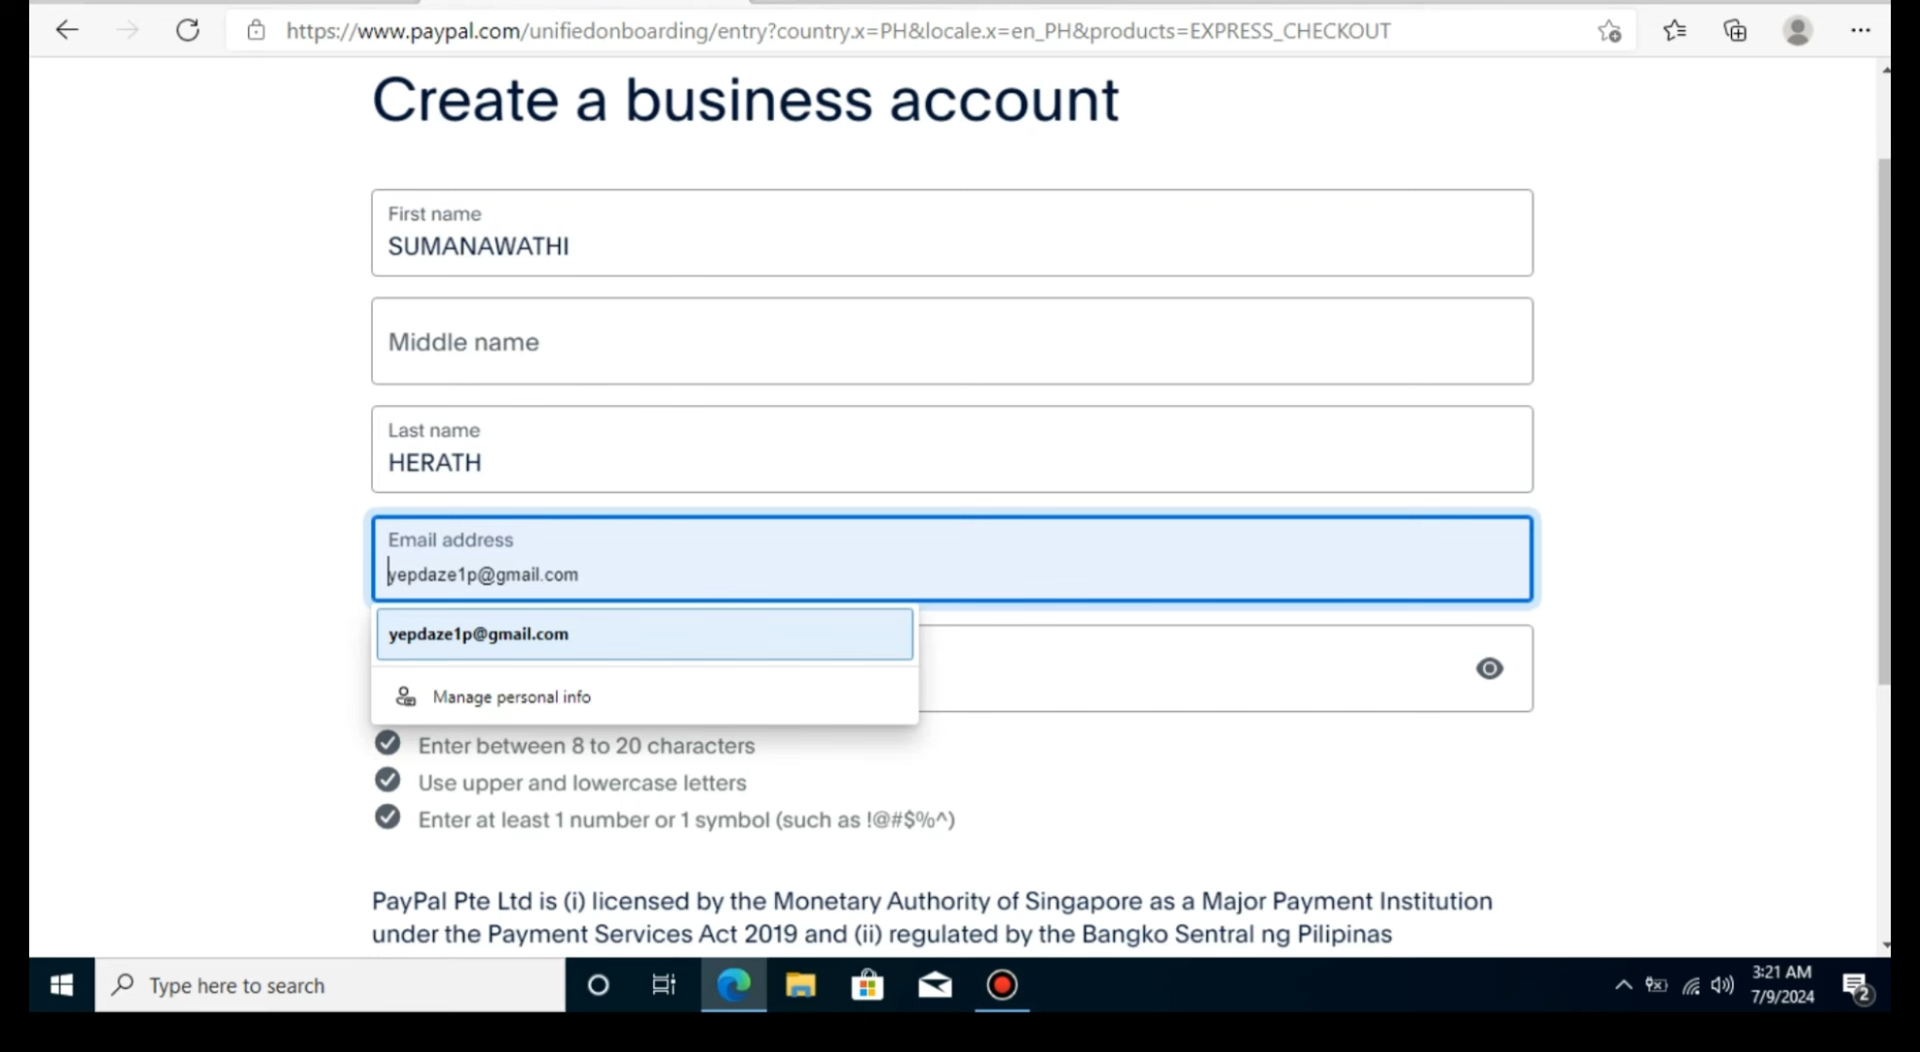 https://www.paypal.com/unifiedonboarding/entry?country.x=PH&locale.x=en_PH&products=EXPRESS_CHECKOUT
Create a business account
First name
SUMANAWATHI
Middle name
Last name
HERATH
Email address
yepdaze1p@gmail.com
yepdaze1p@gmail.com
Manage personal info
Enter between 8 to 20 characters
Use upper and lowercase letters
Enter at least 1 number or 1 symbol (such as !@#$%^)
PayPal Pte Ltd is (i) licensed by the Monetary Authority of Singapore as a Major Payment Institution
under the Payment Services Act 2019 and (ii) regulated by the Bangko Sentral ng Pilipinas
Type here to search
3:21 AM
7/9/2024
2